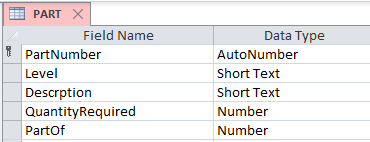 PART
Field Name Data Type
PartNumber AutoNumber
Level Short Text
Descrption Short Text
QuantityRequired Number
PartOf Number